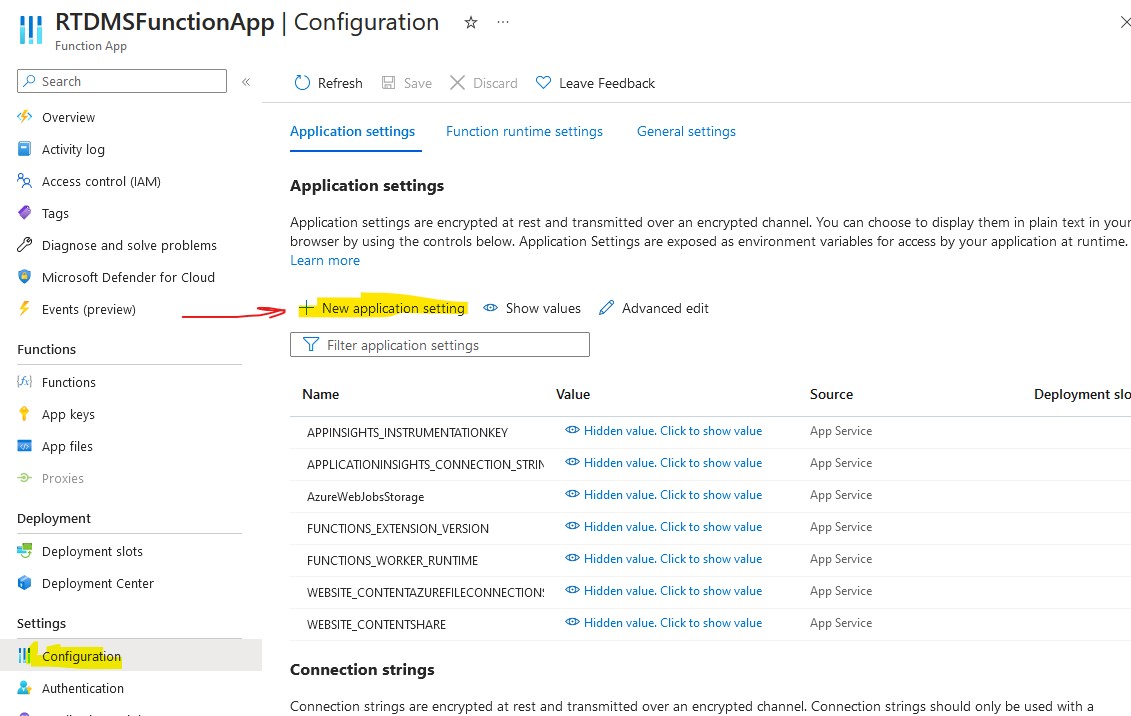 RTDMSFunctionApp | Configuration
Function App
Search
Overview
Activity log
Access control (IAM)
Tags
Diagnose and solve problems
Microsoft Defender for Cloud
Events (preview)
Functions
Functions
App keys
App files
Proxies
Deployment
Deployment slots
Deployment Center
Settings
Configuration
Authentication
Refresh
Save
Discard
Leave Feedback
Application settings
Function runtime settings
General settings
Application settings
Application settings are encrypted at rest and transmitted over an encrypted channel. You can choose to display them in plain text in your
browser by using the controls below. Application Settings are exposed as environment variables for access by your application at runtime.
Learn more
New application setting
Show values
Advanced edit
Filter application settings
Name Value Source Deployment slo
APPINSIGHTS_INSTRUMENTATIONKEY Hidden value. Click to show value App Service
APPLICATIONINSIGHTS_CONNECTION_STRIN Hidden value. Click to show value App Service
AzureWebJobsStorage Hidden value. Click to show value App Service
FUNCTIONS_EXTENSION_VERSION Hidden value. Click to show value App Service
FUNCTIONS_WORKER_RUNTIME Hidden value. Click to show value App Service
WEBSITE_CONTENTAZUREFILECONNECTIONS Hidden value. Click to show value App Service
WEBSITE_CONTENTSHARE Hidden value. Click to show value App Service
Connection strings
Connection strings are encrypted at rest and transmitted over an encrypted channel. Connection strings should only be used with a